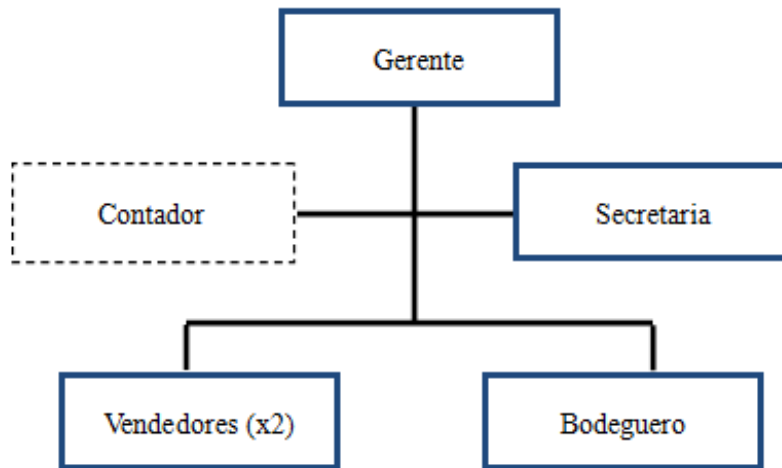 Gerente
Contador
Secretaria
Vendedores (x2)
Bodeguero